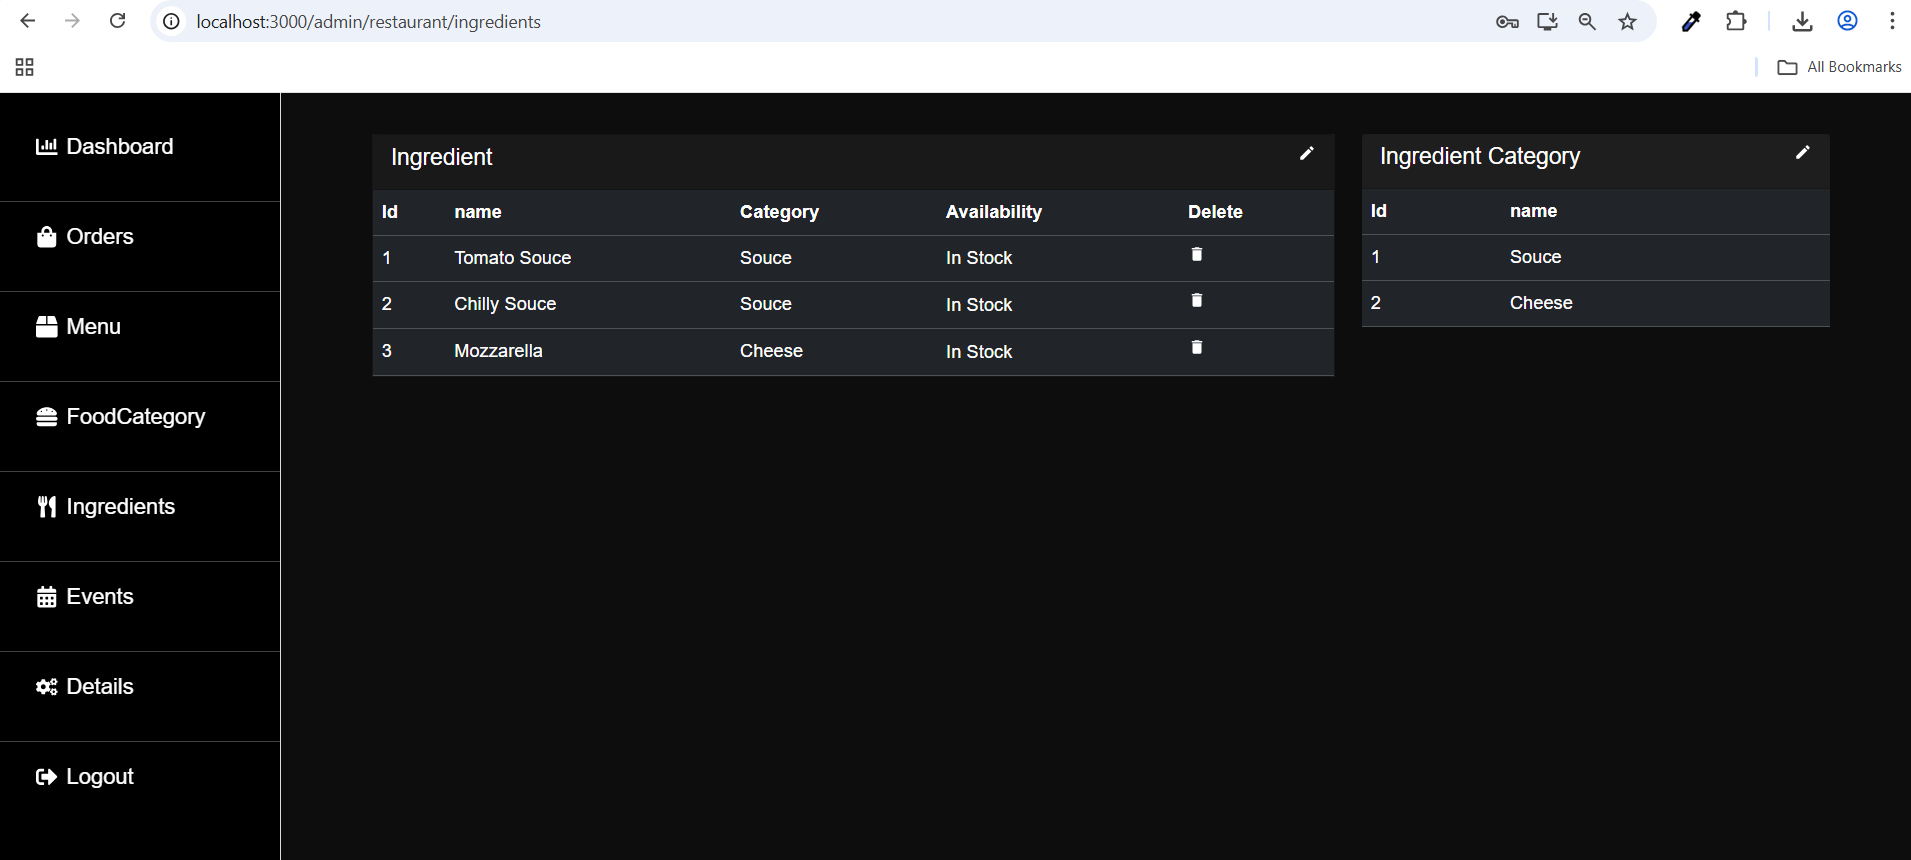 localhost:3000/admin/restaurant/ingredients
All Bookmarks
Dashboard
Orders
Menu
FoodCategory
Ingredients
Events
Details
Logout
Ingredient
Id name Category Availability Delete
1 Tomato Souce Souce In Stock
2 Chilly Souce Souce In Stock
3 Mozzarella Cheese In Stock
Ingredient Category
Id name
1 Souce
2 Cheese